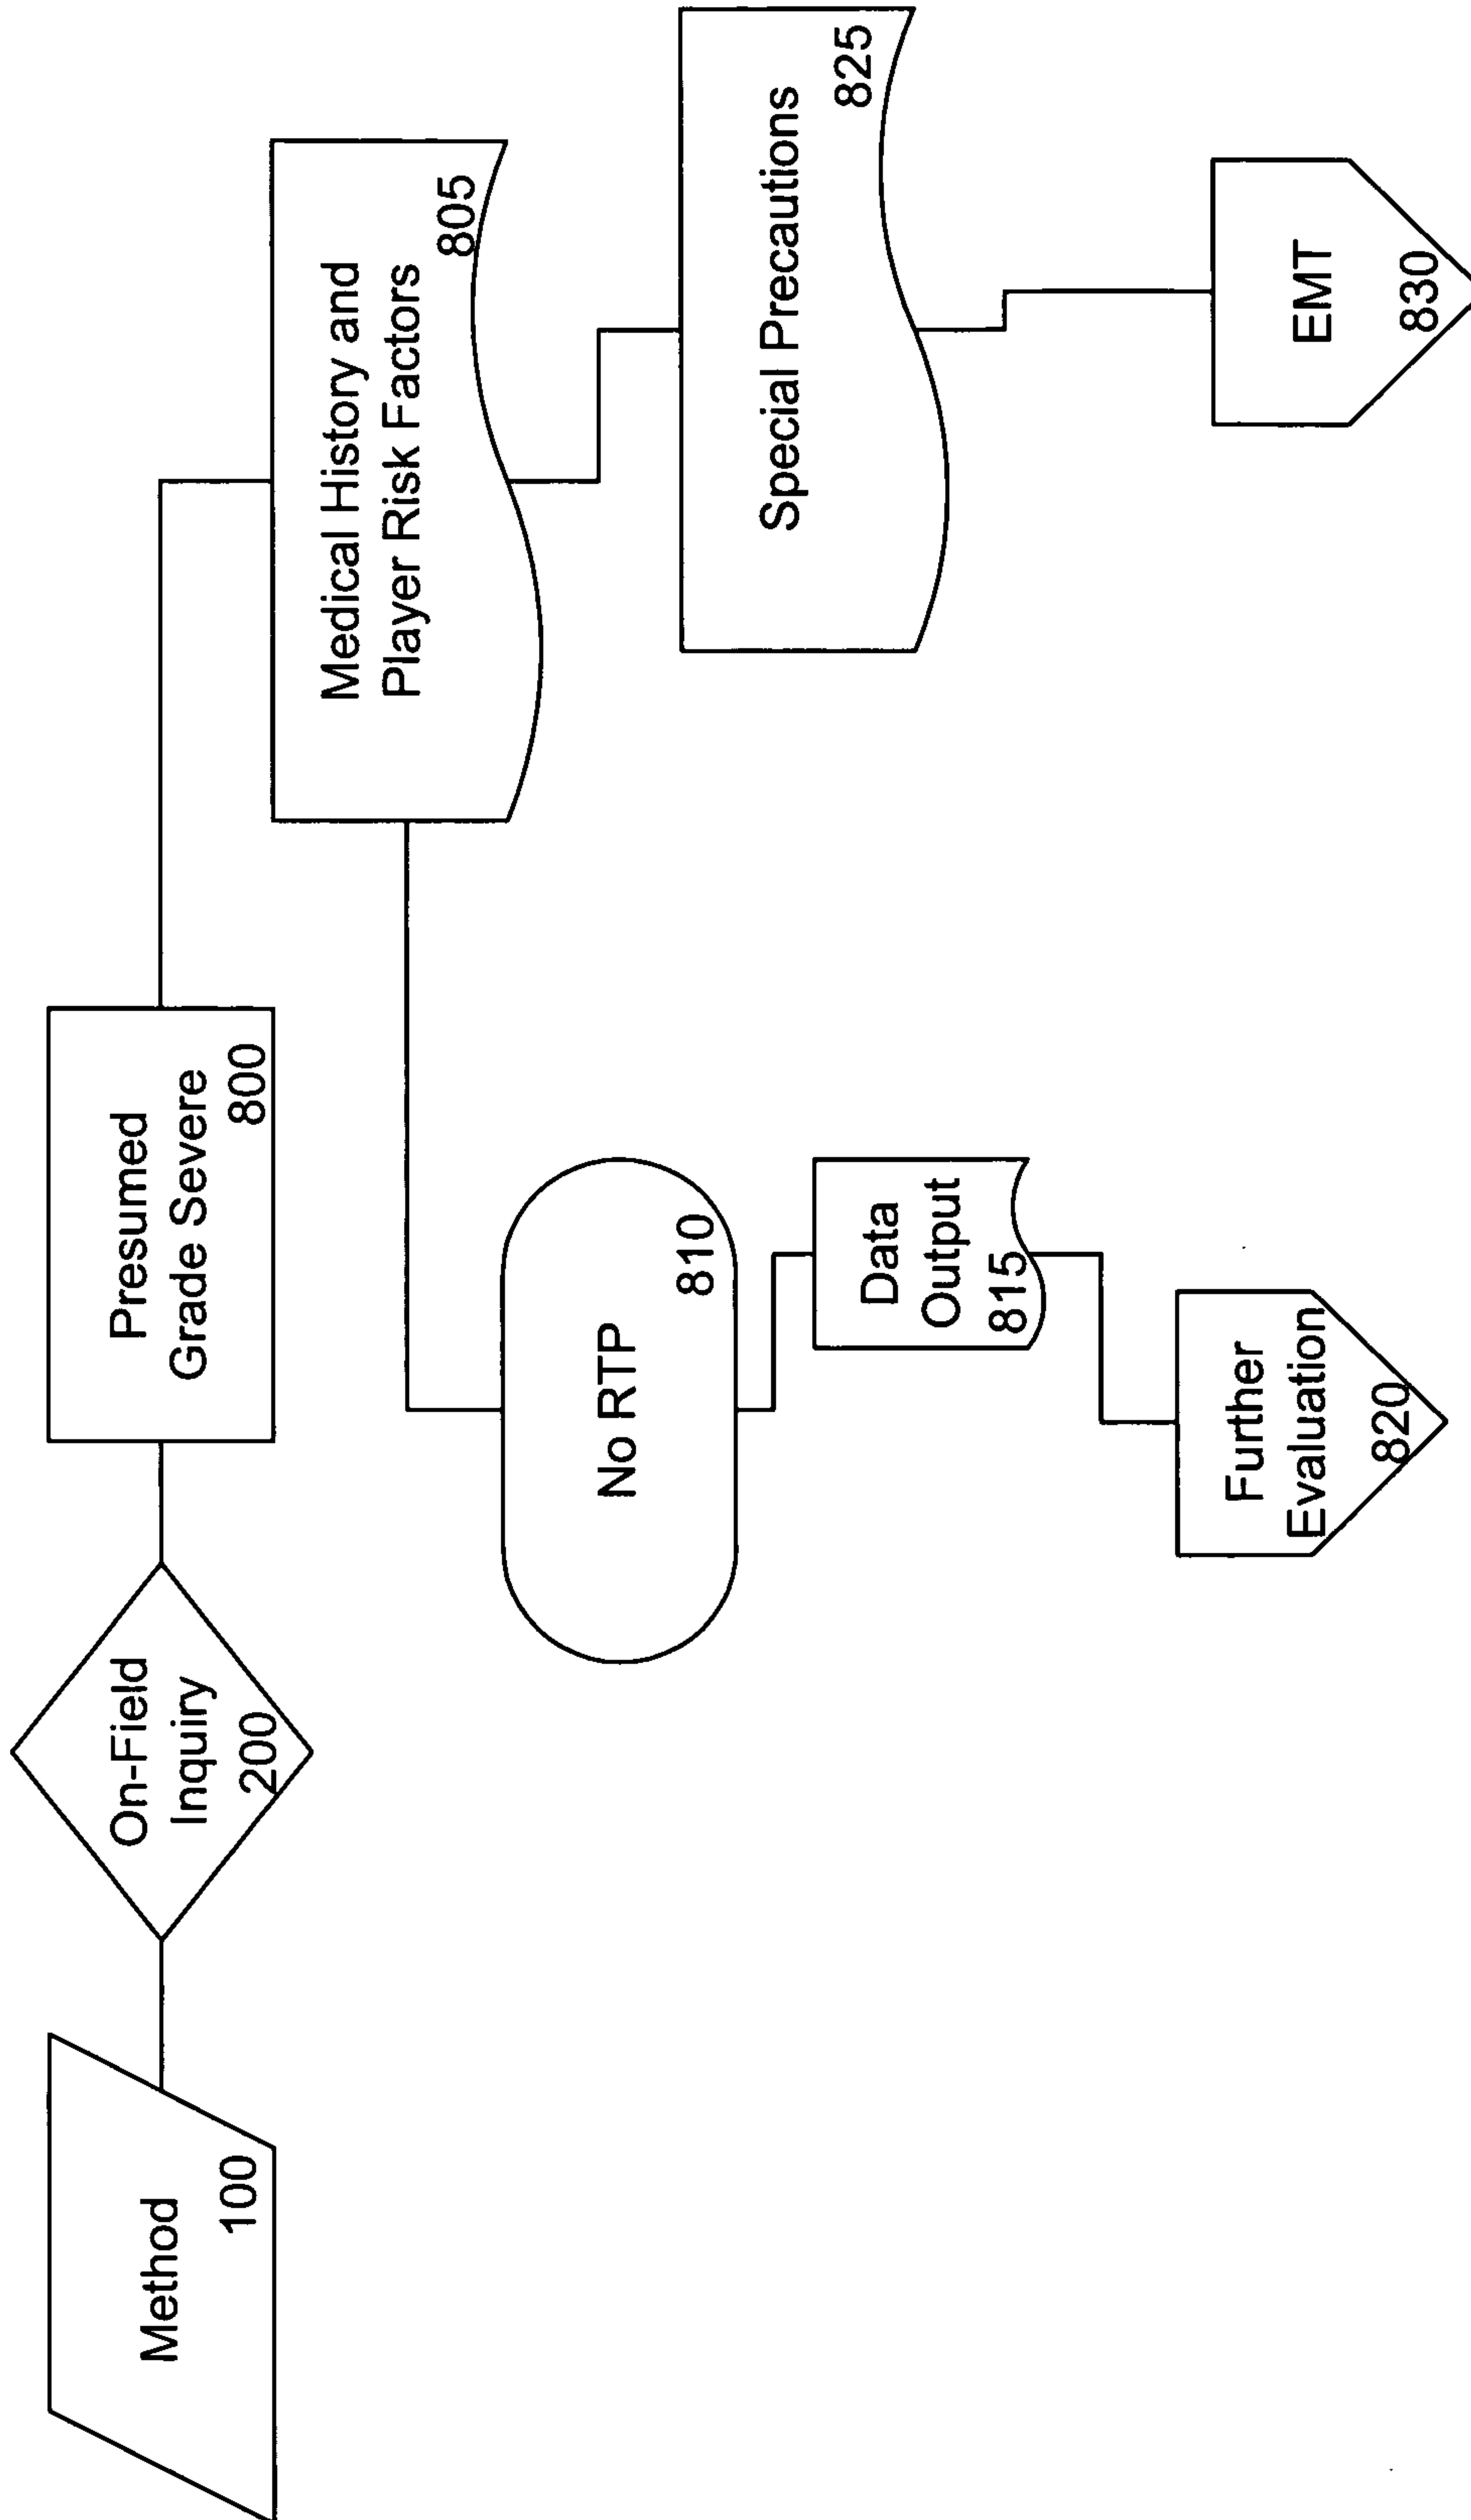 Method
100
On-Field
Inquiry
200
Presumed
Grade Severe
800
Medical History and
Player Risk Factors
805
No RTP
810
Data
Output
815
Further
Evaluation
820
Special Precautions
825
EMT
830